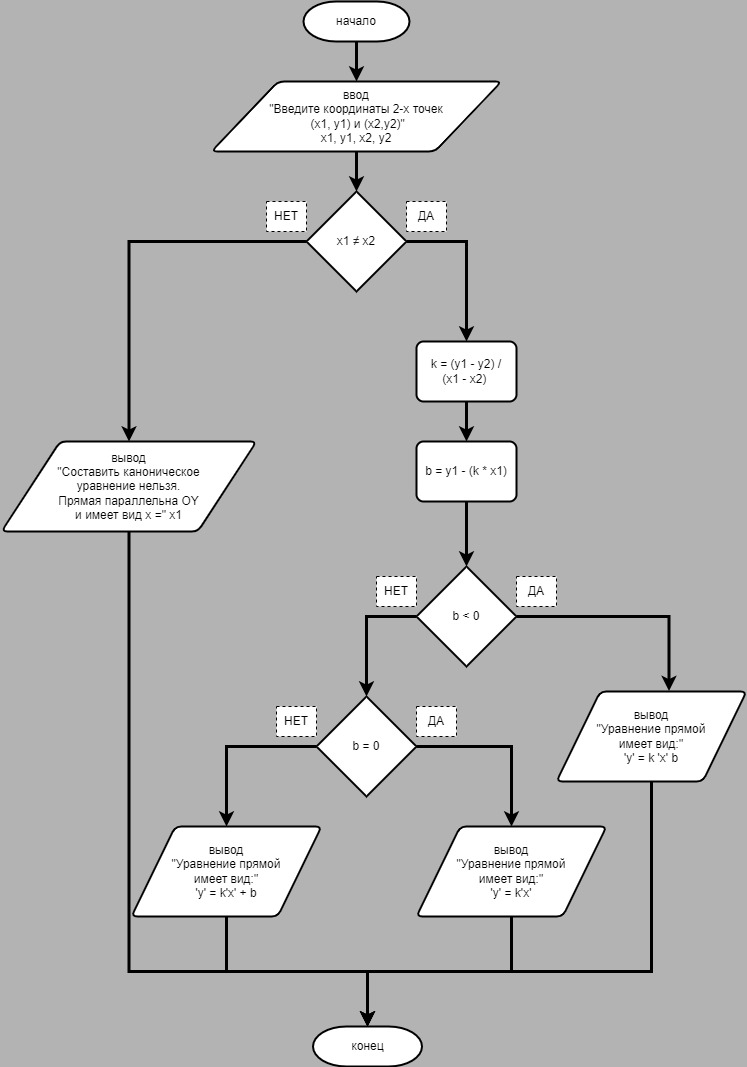 начало
ввод
"Введите координаты 2-х точек
(x1, y1) и (x2,y2)"
x1, y1, x2, y2
НЕТ
ДА
x1 ≠ x2
k = (y1 - y2) /
(x1 - x2)
вывод
"Составить каноническое
уравнение нельзя.
Прямая параллельна OY
и имеет вид x =" x1
b = y1 - (k * x1)
НЕТ
ДА
b < 0
НЕТ
ДА
b = 0
вывод
"Уравнение прямой
имеет вид:"
'y' = k 'x' b
вывод
"Уравнение прямой
имеет вид:"
'y' = k'x' + b
вывод
"Уравнение прямой
имеет вид:"
'y' = k'x'
конец